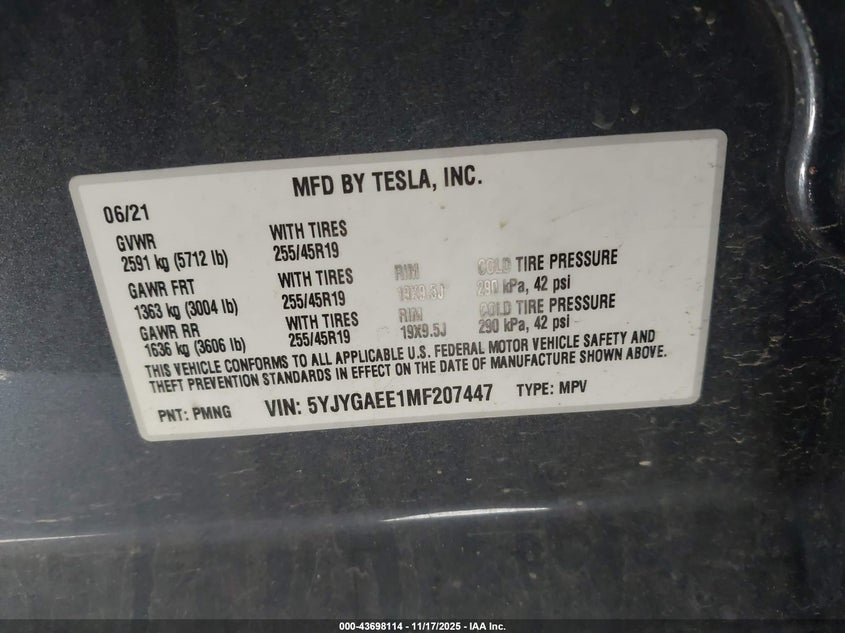 MFD BY TESLA, INC.
06/21
GVWR WITH TIRES
2591 kg (5712 lb) 255/45R19
GAWR FRT WITH TIRES RIM COLD TIRE PRESSURE
1363 kg (3004 lb) 255/45R19 19X9.5J 290 kPa, 42 psi
GAWR RR WITH TIRES RIM COLD TIRE PRESSURE
1636 kg (3606 lb) 255/45R19 19X9.5J 290 kPa, 42 psi
THIS VEHICLE CONFORMS TO ALL APPLICABLE U.S. FEDERAL MOTOR VEHICLE SAFETY AND
THEFT PREVENTION STANDARDS IN EFFECT ON THE DATE OF MANUFACTURE SHOWN ABOVE.
PNT: PMNG VIN: 5YJYGAEE1MF207447 TYPE: MPV
000-43698114 - 11/17/2025 - IAA Inc.